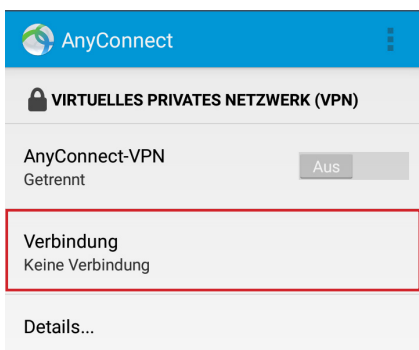 AnyConnect
VIRTUELLES PRIVATES NETZWERK (VPN)
AnyConnect-VPN
Aus
Getrennt
Verbindung
Keine Verbindung
Details...